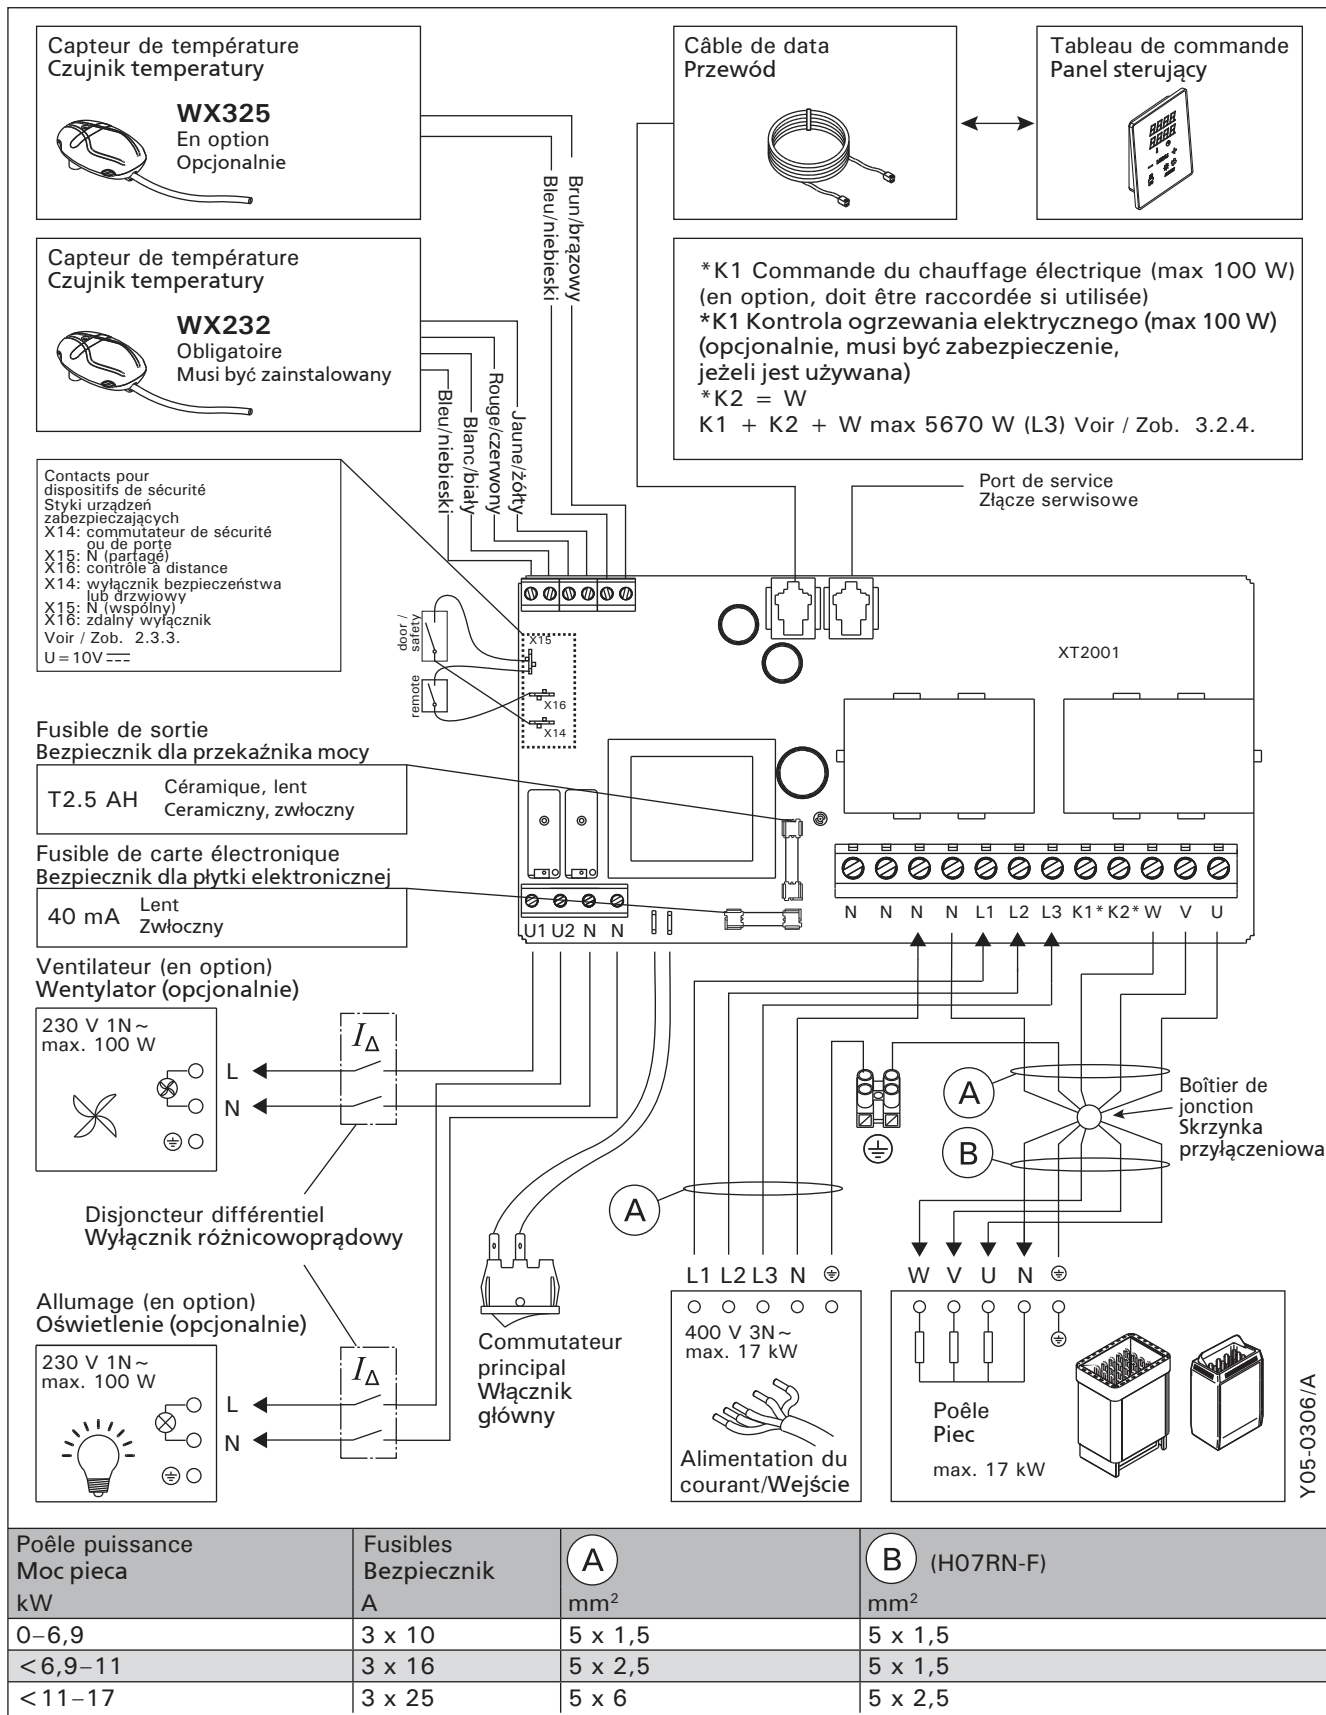 Capteur de température
Czujnik temperatury
WX325
En option
Opcjonalnie
Câble de data
Przewód
Tableau de commande
Panel sterujący
Brun/brązowy
Bleu/niebieski
Capteur de température
Czujnik temperatury
WX232
Obligatoire
Musi być zainstalowany
Jaune/żółty
Rouge/czerwony
Blanc/biały
Bleu/niebieski
*K1 Commande du chauffage électrique (max 100 W)
(en option, doit être raccordée si utilisée)
*K1 Kontrola ogrzewania elektrycznego (max 100 W)
(opcjonalnie, musi być zabezpieczenie,
jeżeli jest używana)
*K2 = W
K1 + K2 + W max 5670 W (L3) Voir / Zob. 3.2.4.
Contacts pour
dispositifs de sécurité
Styki urządzeń
zabezpieczających
X14: commutateur de sécurité
ou de porte
X15: N (partagé)
X16: contrôle à distance
X14: wyłącznik bezpieczeństwa
lub drzwiowy
X15: N (wspólny)
X16: zdalny wyłącznik
Voir / Zob. 2.3.3.
U=10V
Port de service
Złącze serwisowe
door /
safety
remote
X15
X16
X14
XT2001
Fusible de sortie
Bezpiecznik dla przekaźnika mocy
T2.5 AH
Céramique, lent
Ceramiczny, zwłoczny
Fusible de carte électronique
Bezpiecznik dla płytki elektronicznej
40 mA
Lent
Zwłoczny
U1 U2 N N
N N N N L1 L2 L3 K1* K2* W V U
Ventilateur (en option)
Wentylator (opcjonalnie)
230 V 1N~
max. 100 W
L
N
I∆
Disjoncteur différentiel
Wyłącznik różnicowoprądowy
Allumage (en option)
Oświetlenie (opcjonalnie)
230 V 1N~
max. 100 W
L
N
I∆
Commutateur
principal
Włącznik
główny
A
A
B
Boîtier de
jonction
Skrzynka
przyłączeniowa
L1 L2 L3 N
400 V 3N~
max. 17 kW
Alimentation du
courant/Wejście
W V U N
Poêle
Piec
max. 17 kW
Y05-0306/A
Poêle puissance Fusibles A B (H07RN-F)
Moc pieca Bezpiecznik
kW A mm² mm²
0–6,9 3 x 10 5 x 1,5 5 x 1,5
<6,9–11 3 x 16 5 x 2,5 5 x 1,5
<11–17 3 x 25 5 x 6 5 x 2,5